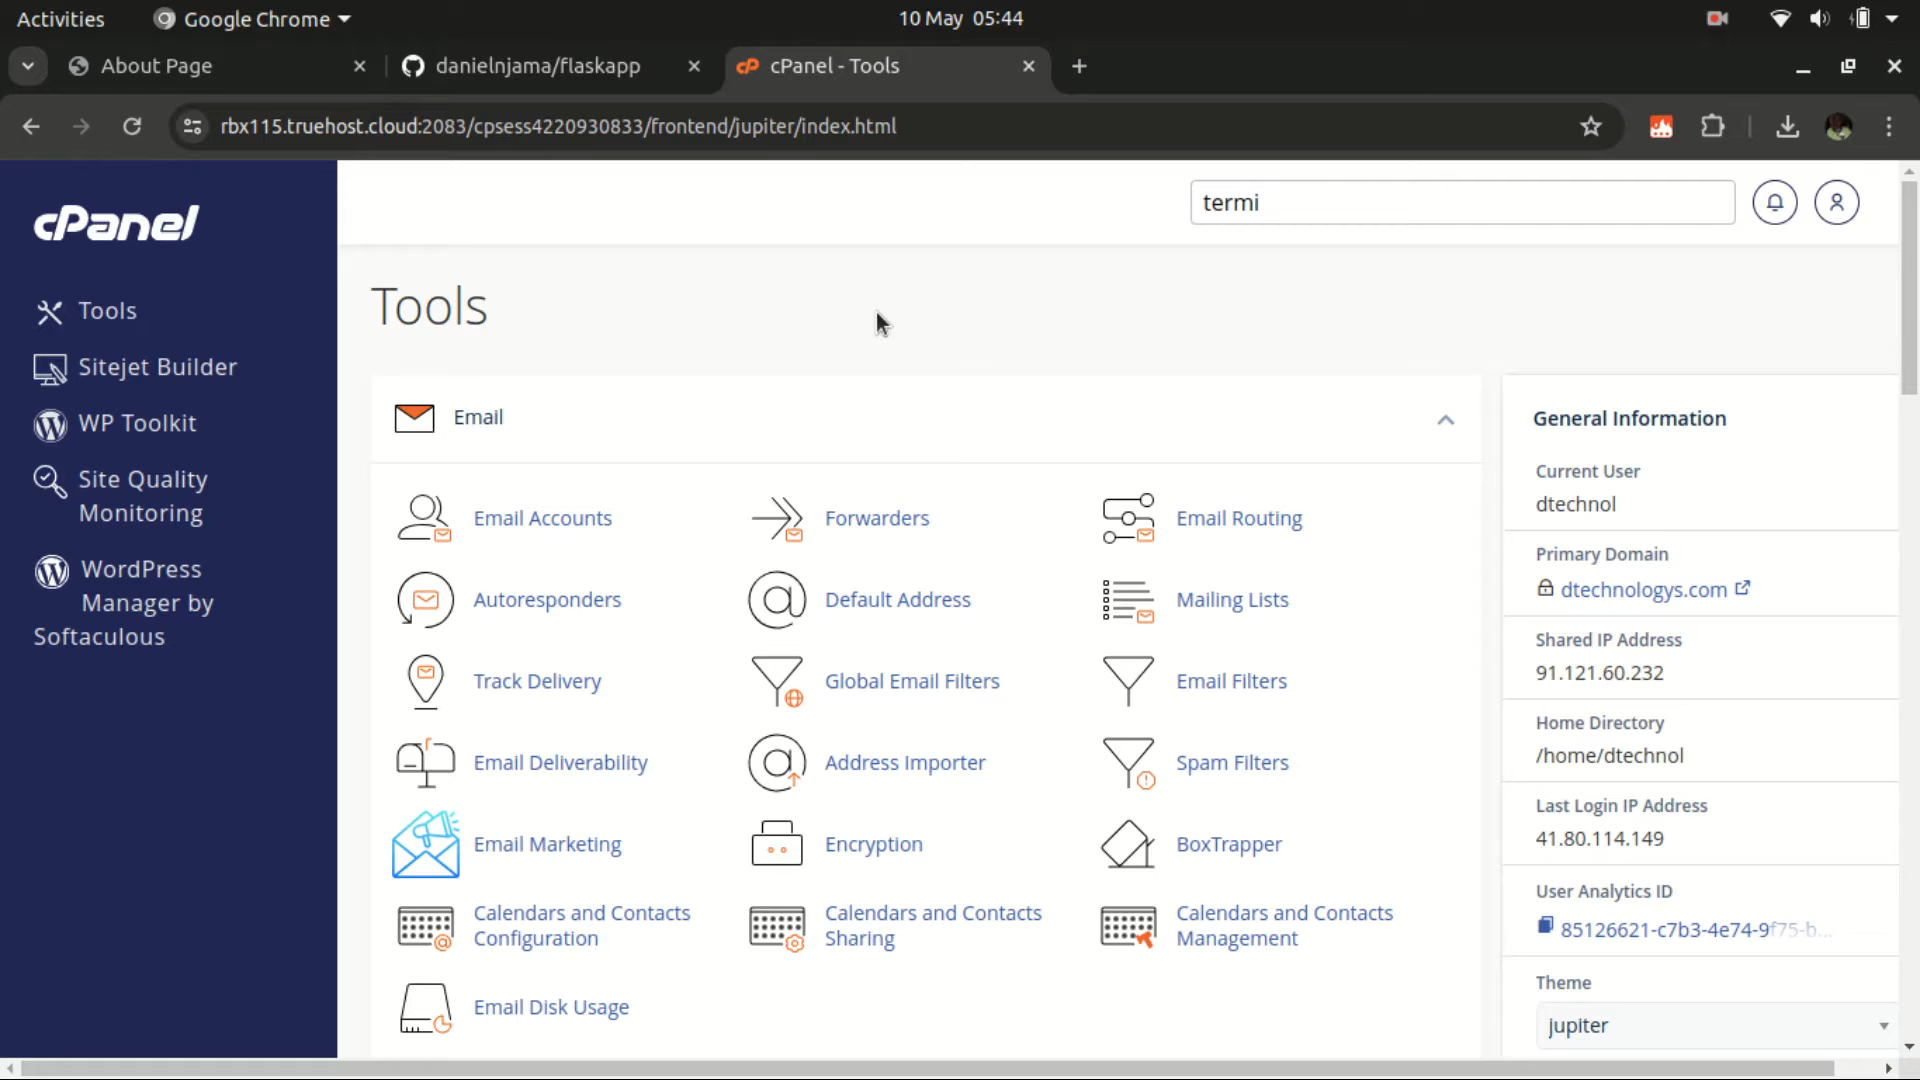 Activities
Google Chrome
10 May 05:44
About Page
danielnjama/flaskapp
cPanel - Tools
rbx115.truehost.cloud:2083/cpsess4220930833/frontend/jupiter/index.html
cPanel
termi
Tools
Sitejet Builder
WP Toolkit
Site Quality
Monitoring
WordPress
Manager by
Softaculous
Tools
Email
Email Accounts
Forwarders
Email Routing
Autoresponders
Default Address
Mailing Lists
Track Delivery
Global Email Filters
Email Filters
Email Deliverability
Address Importer
Spam Filters
Email Marketing
Encryption
BoxTrapper
Calendars and Contacts
Configuration
Calendars and Contacts
Sharing
Calendars and Contacts
Management
Email Disk Usage
General Information
Current User
dtechnol
Primary Domain
dtechnologys.com
Shared IP Address
91.121.60.232
Home Directory
/home/dtechnol
Last Login IP Address
41.80.114.149
User Analytics ID
85126621-c7b3-4e74-9f75-b...
Theme
jupiter